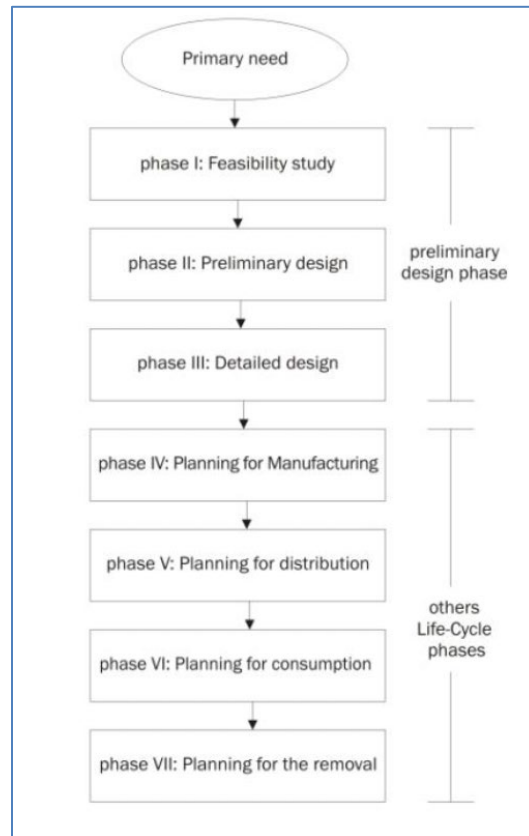 Primary need
phase I: Feasibility study
phase II: Preliminary design
phase III: Detailed design
preliminary
design phase
phase IV: Planning for Manufacturing
phase V: Planning for distribution
phase VI: Planning for consumption
phase VII: Planning for the removal
others
Life-Cycle
phases